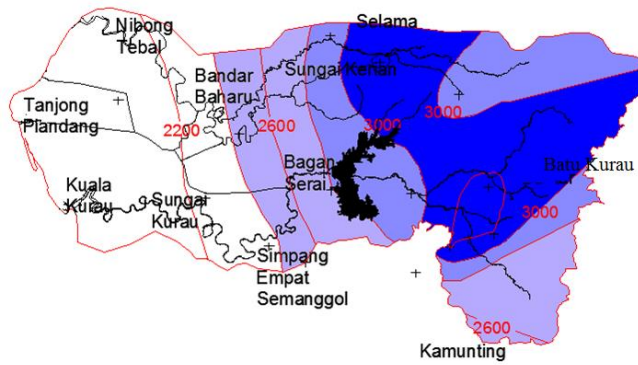 Nibong
Tebal
Selama
Bandar
Baharu
Sungai Kerian
Tanjong
Piandang
2200
2600
3000
3000
Bagan
Serai
Batu Kurau
Kuala
Kurau
Sungai
Kurau
3000
Simpang
Empat
Semanggol
2600
Kamunting